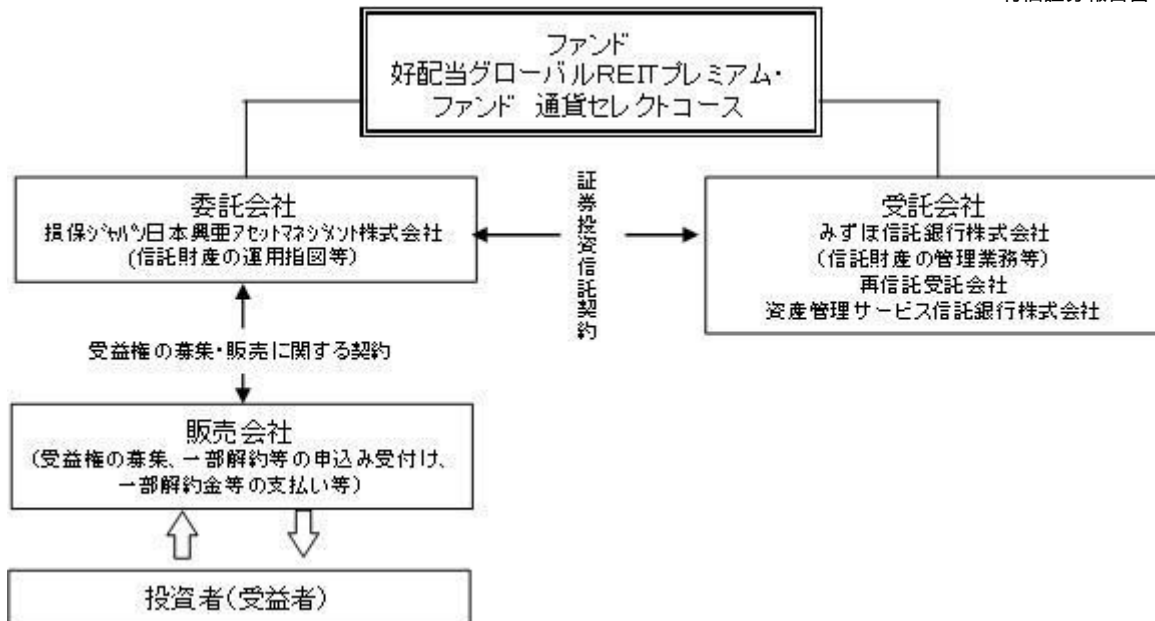 ファンド
好配当グローバルREITプレミアム・
ファンド 通貨セレクトコース
委託会社
損保ｼﾞｬﾊﾟﾝ日本興亜ｱｾｯﾄﾏﾈｼﾞﾒﾝﾄ株式会社
(信託財産の運用指図等)
証券投資信託契約
受託会社
みずほ信託銀行株式会社
(信託財産の管理業務等)
再信託受託会社
資産管理サービス信託銀行株式会社
受益権の募集・販売に関する契約
販売会社
(受益権の募集、一部解約等の申込み受付け、
一部解約金等の支払い等)
投資者(受益者)